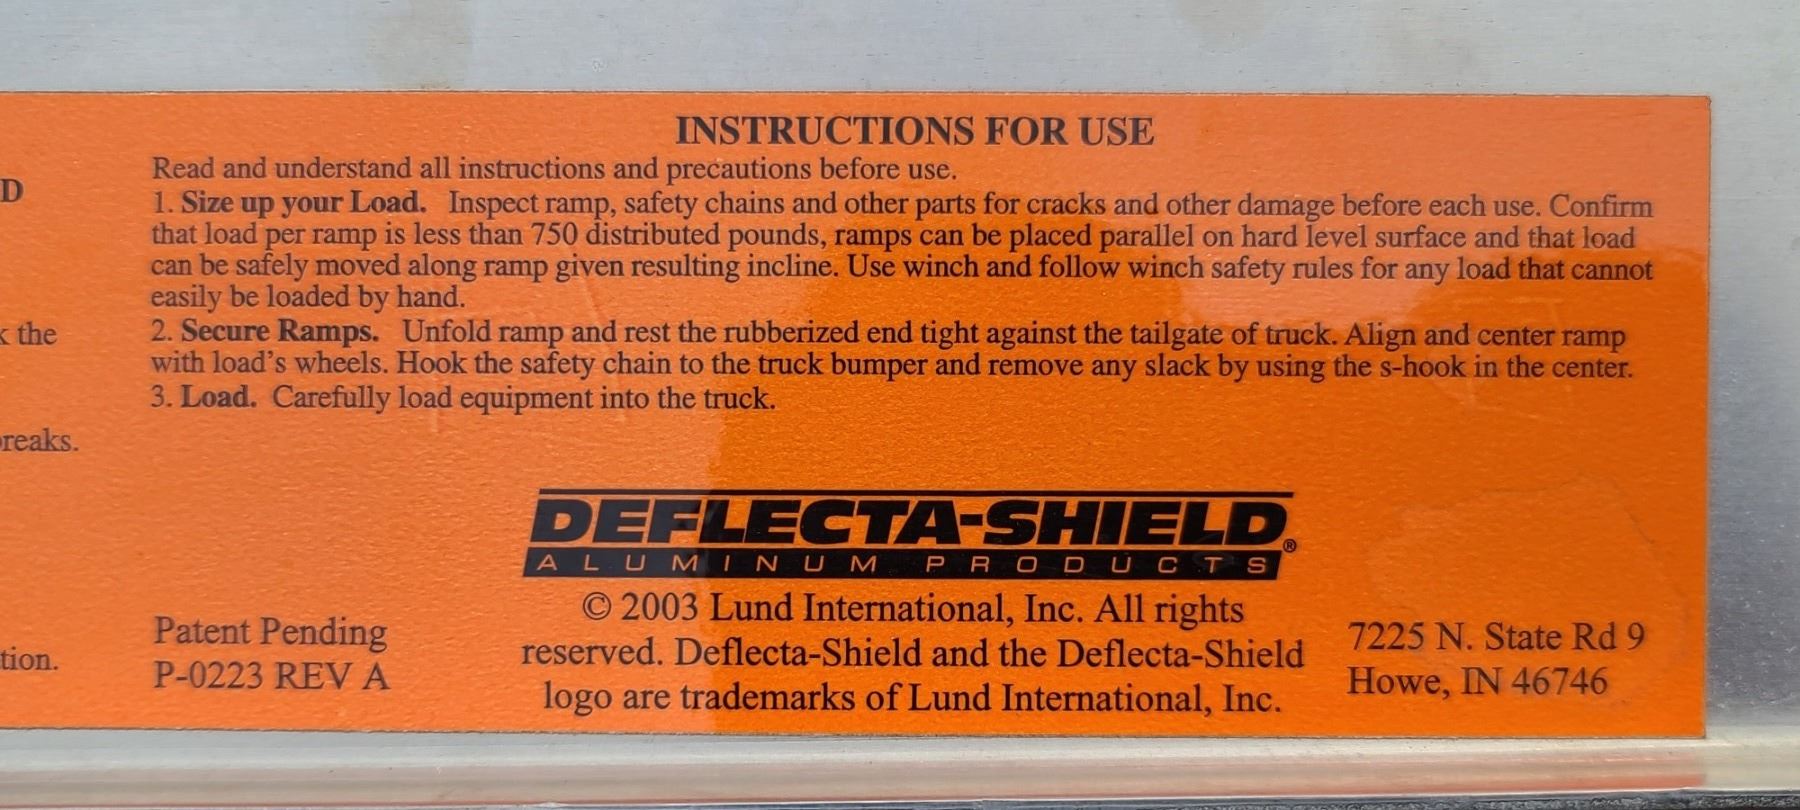 D
k the
reaks.
tion.
INSTRUCTIONS FOR USE
Read and understand all instructions and precautions before use.
1. Size up your Load. Inspect ramp, safety chains and other parts for cracks and other damage before each use. Confirm
that load per ramp is less than 750 distributed pounds, ramps can be placed parallel on hard level surface and that load
can be safely moved along ramp given resulting incline. Use winch and follow winch safety rules for any load that cannot
easily be loaded by hand.
2. Secure Ramps. Unfold ramp and rest the rubberized end tight against the tailgate of truck. Align and center ramp
with load's wheels. Hook the safety chain to the truck bumper and remove any slack by using the s-hook in the center.
3. Load. Carefully load equipment into the truck.
DEFLECTA-SHIELD®
ALUMINUM PRODUCTS
Patent Pending
P-0223 REV A
© 2003 Lund International, Inc. All rights
reserved. Deflecta-Shield and the Deflecta-Shield
logo are trademarks of Lund International, Inc.
7225 N. State Rd 9
Howe, IN 46746